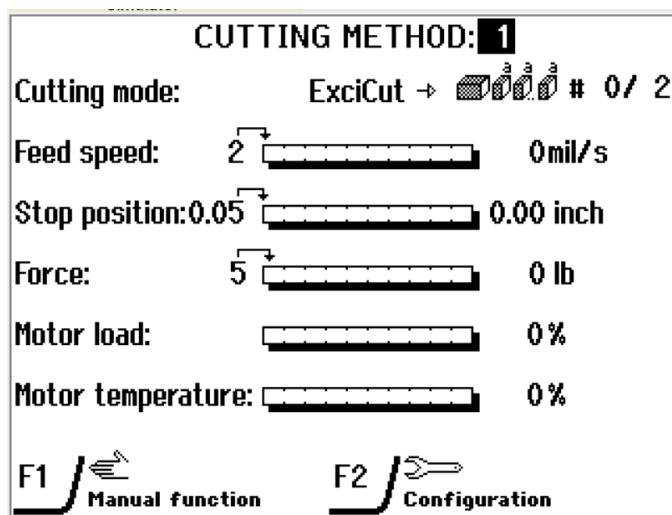 CUTTING METHOD: 1
a a a
Cutting mode: ExciCut # 0/ 2
Feed speed: 2 0mil/s
Stop position:0.05 0.00 inch
Force: 5 0 lb
Motor load: 0%
Motor temperature: 0%
F1 Manual function F2 Configuration